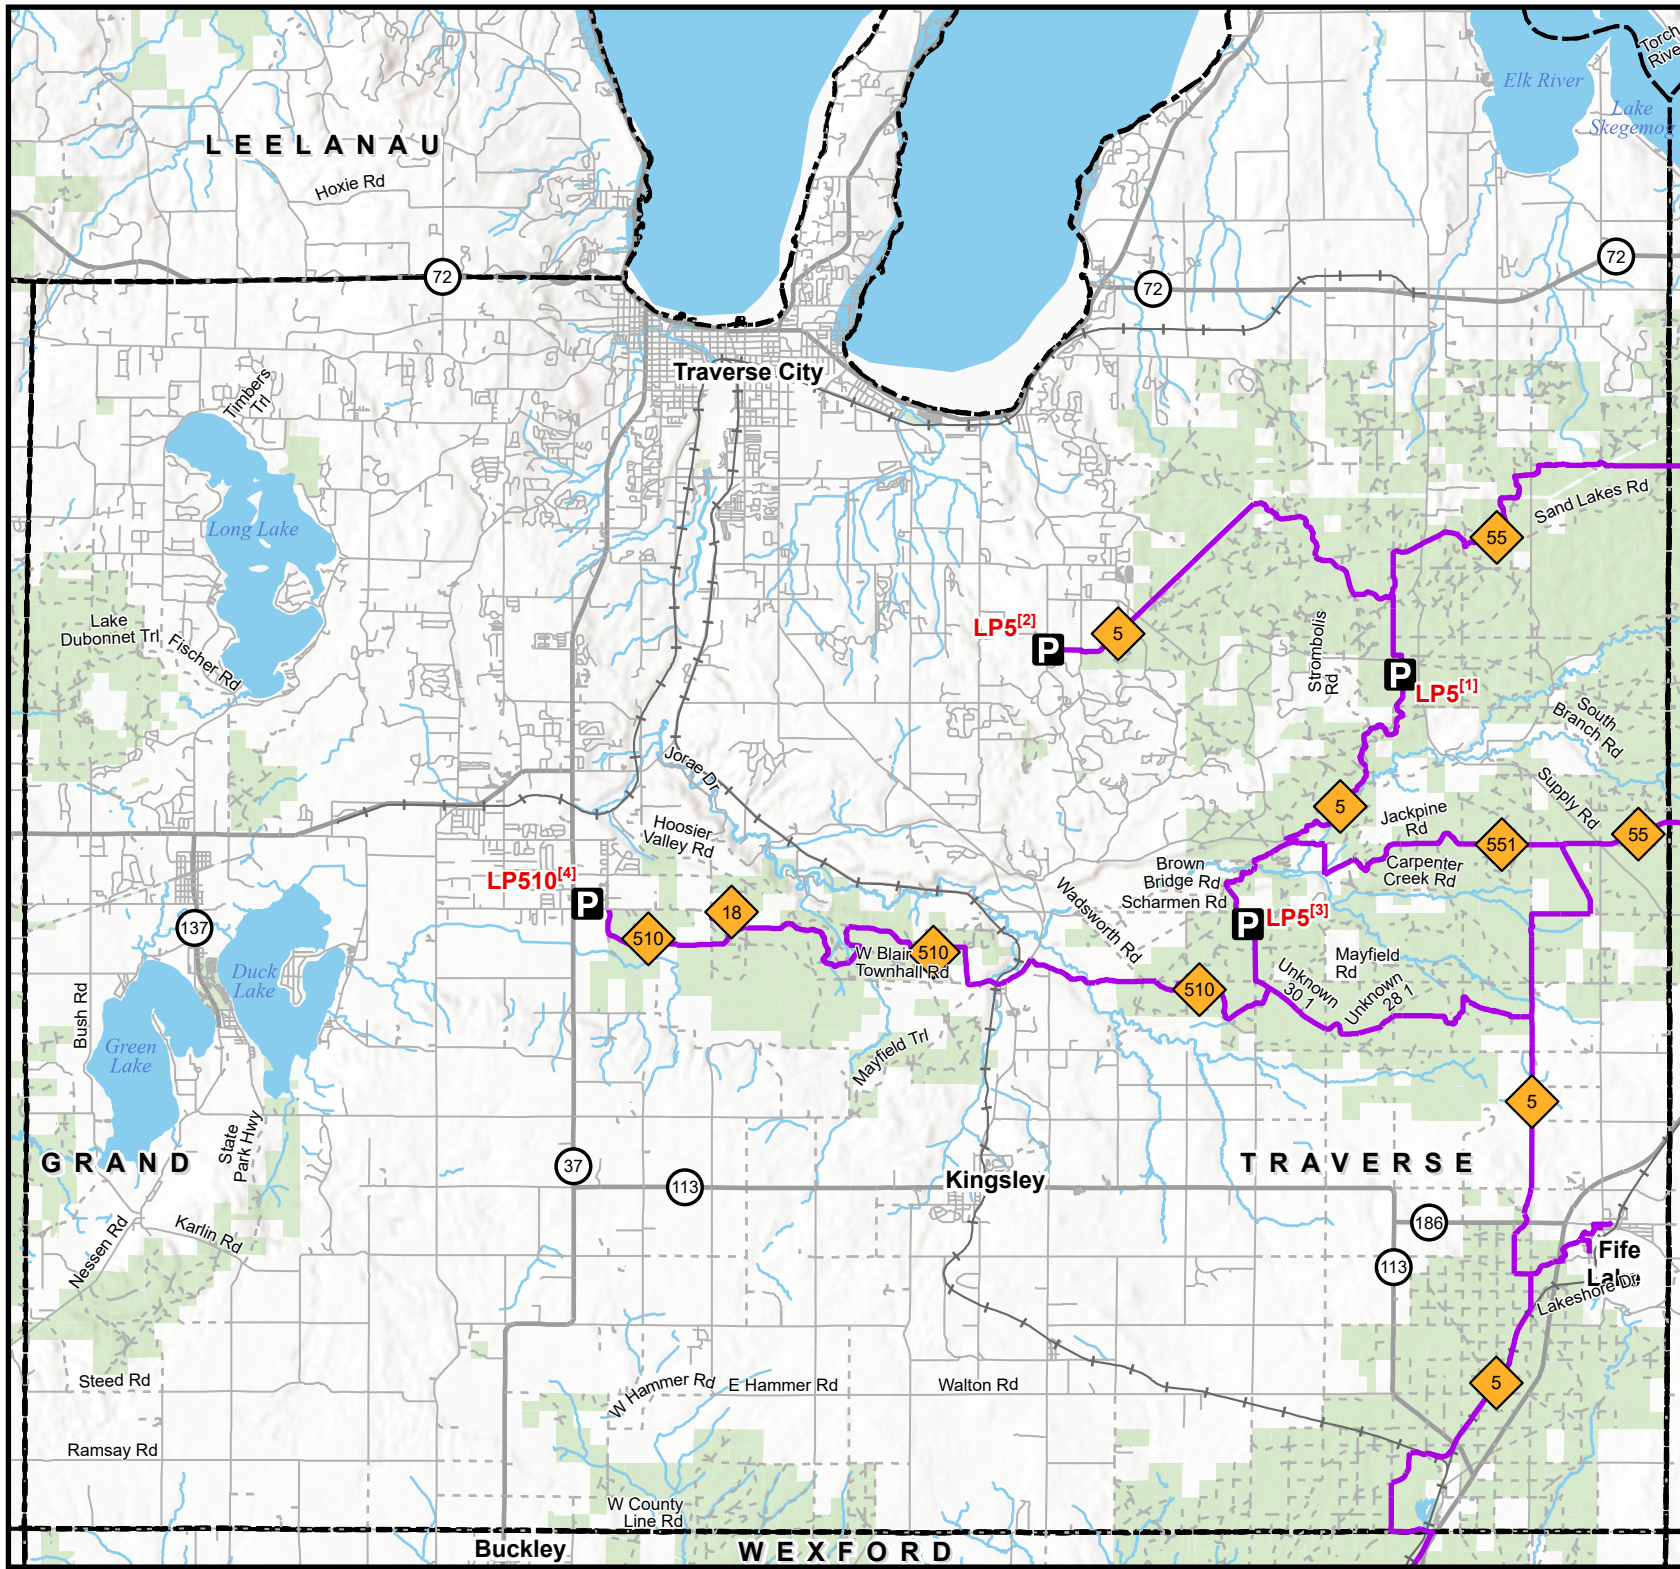 Torch
River
Elk River
Lake
Skegemog
LEELANAU
Hoxie Rd
72
72
72
Traverse City
Timbers
Trl
Long Lake
Sand Lakes Rd
55
Lake
Dubonnet Trl
Fischer Rd
LP5[2]
P
5
Strombolis
Rd
P
LP5[1]
South
Branch Rd
Jorae Dr
Supply Rd
5
Jackpine
Rd
Hoosier
Valley Rd
551
55
Brown
Bridge Rd
Carpenter
Creek Rd
LP510[4]
P
Scharmen Rd
Wadsworth Rd
P
LP5[3]
137
18
510
510
W Blair
Townhall Rd
Mayfield
Rd
Duck
Lake
Unknown
30 1
Unknown
28 1
510
Bush Rd
Green
Lake
Mayfield Trl
5
State
Park Hwy
GRAND
37
113
Kingsley
TRAVERSE
186
Nessen Rd
Karlin Rd
Fife
Lake
113
Lakeshore Dr
Steed Rd
W Hammer Rd
E Hammer Rd
Walton Rd
5
Ramsay Rd
W County
Line Rd
Buckley
WEXFORD